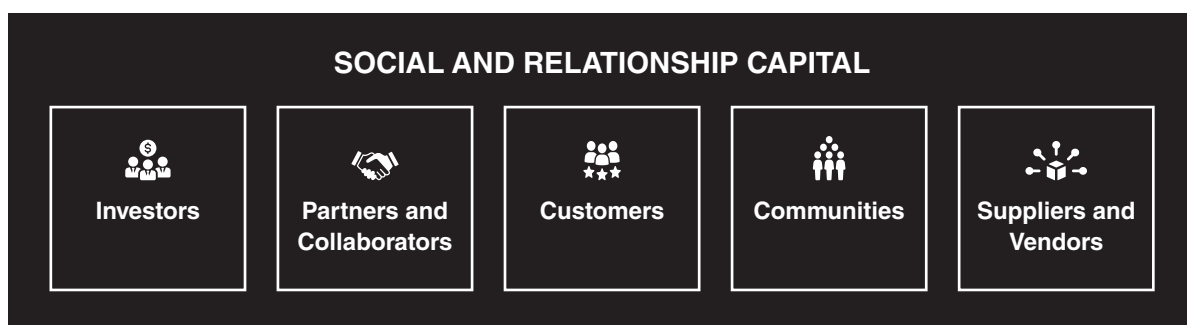 SOCIAL AND RELATIONSHIP CAPITAL
$
Investors
Partners and
Collaborators
Customers
Communities
Suppliers and
Vendors